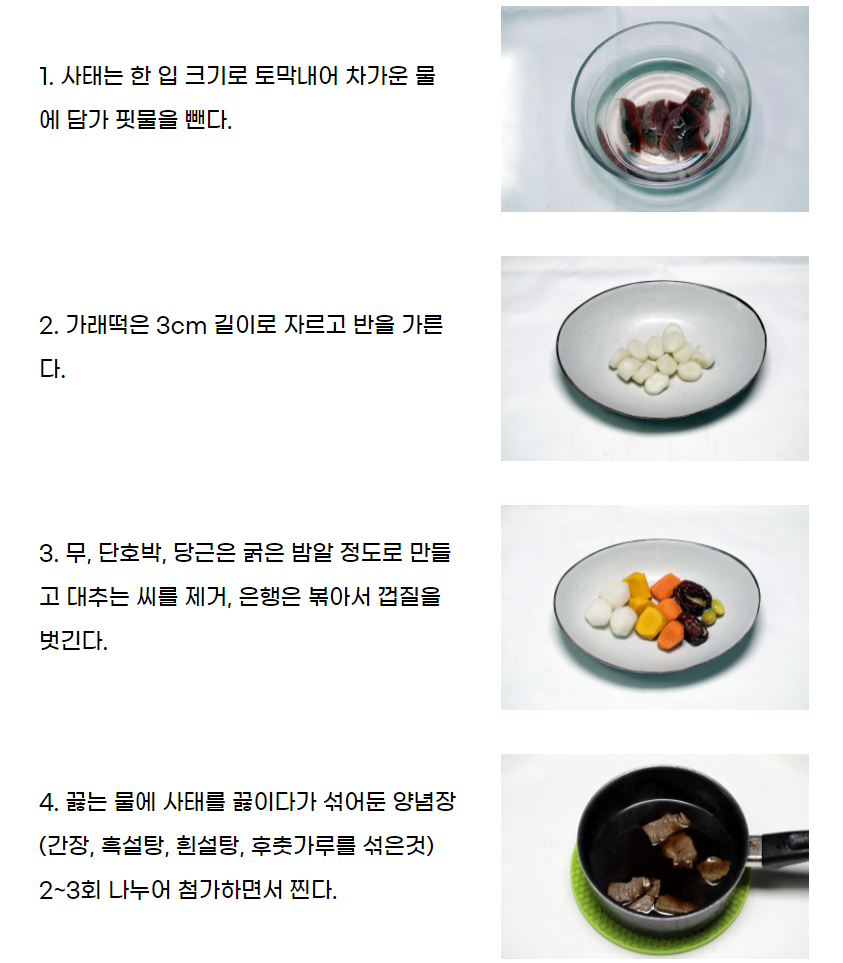 1. 사태는 한 입 크기로 토막내어 차가운 물
에 담가 핏물을 뺀다.
2. 가래떡은 3cm 길이로 자르고 반을 가른
다.
3. 무, 단호박, 당근은 굵은 밤알 정도로 만들
고 대추는 씨를 제거, 은행은 볶아서 껍질을
벗긴다.
4. 끓는 물에 사태를 끓이다가 섞어둔 양념장
(간장, 흑설탕, 흰설탕, 후춧가루를 섞은것)
2~3회 나누어 첨가하면서 찐다.